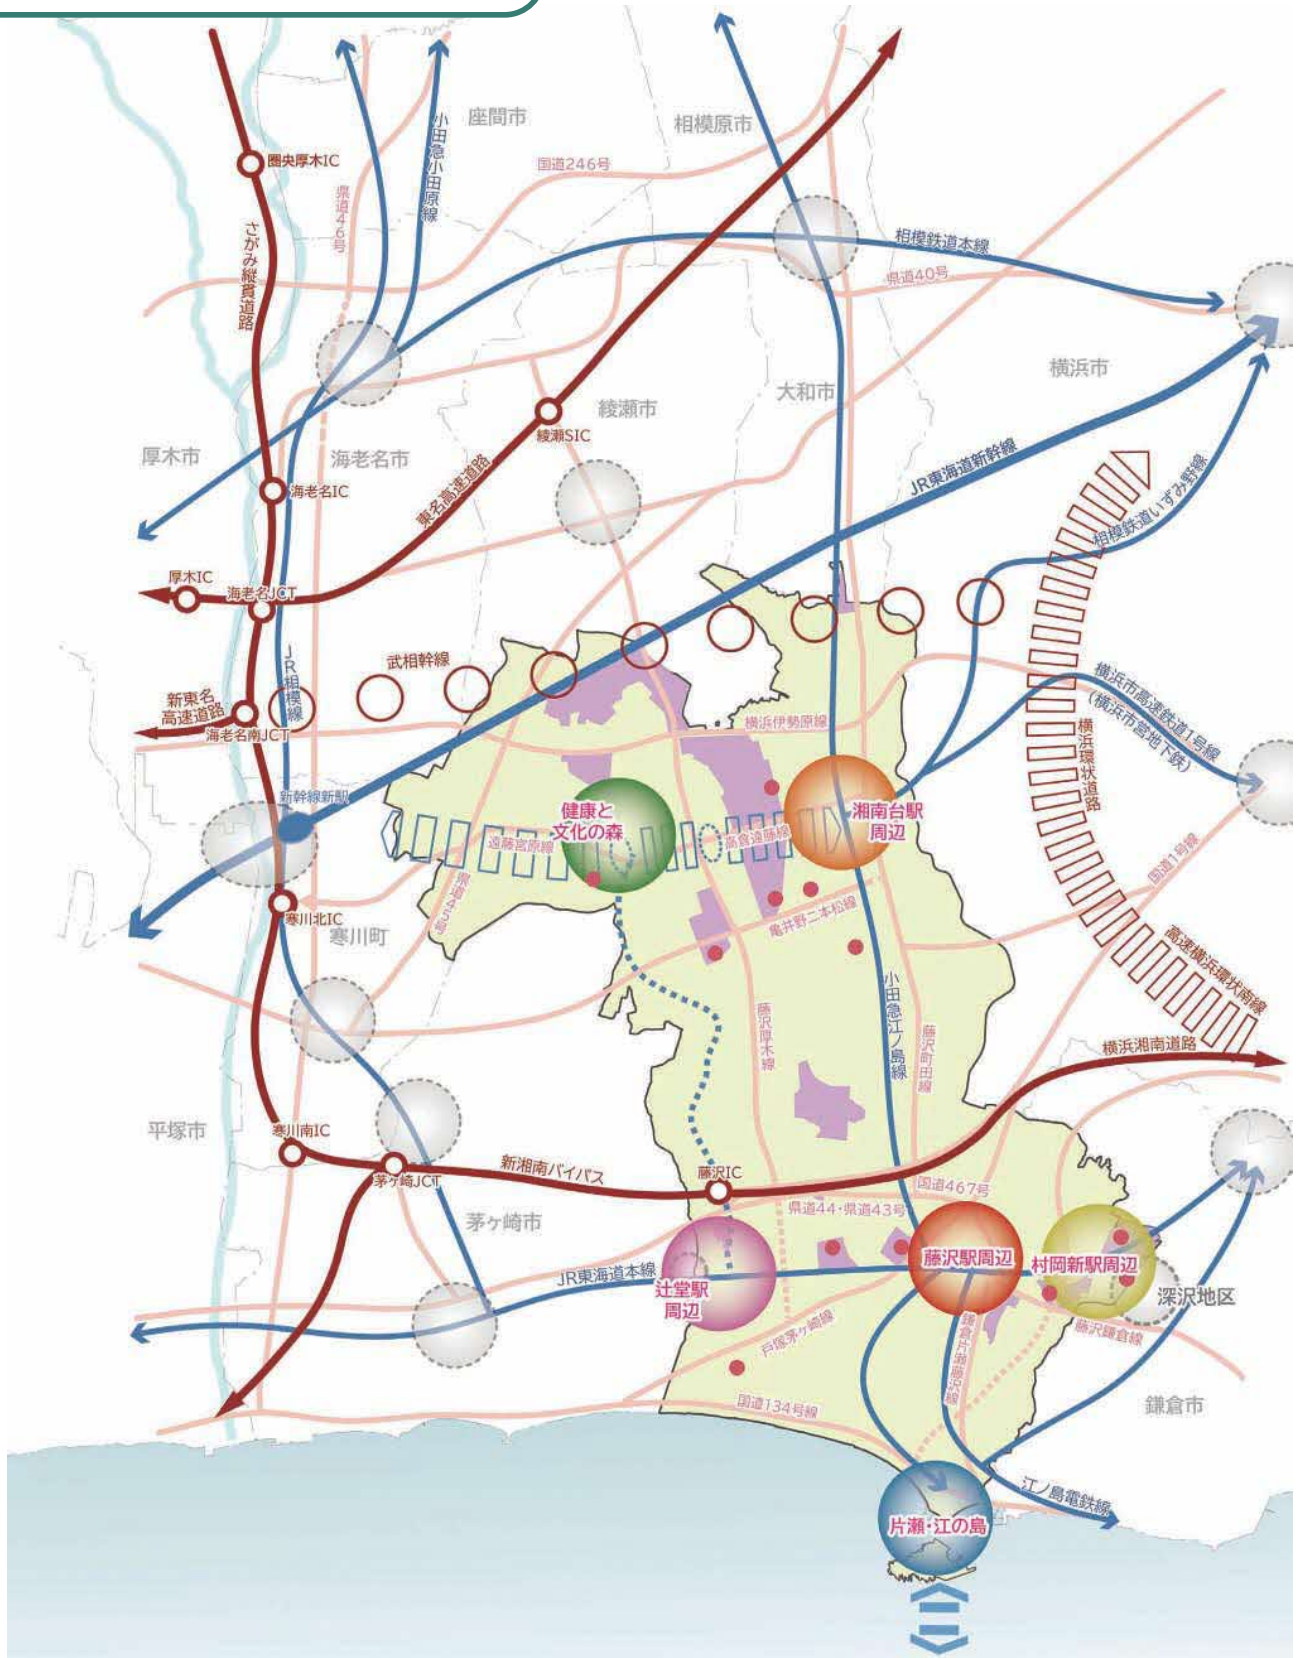 座間市
相模原市
圏央厚木IC
小田急小田原線
国道246号
県道46号
さがみ縦貫道路
相模鉄道本線
県道40号
横浜市
大和市
綾瀬市
綾瀬SIC
厚木市
海老名市
JR東海道新幹線
海老名IC
東名高速道路
相模鉄道いずみ野線
厚木IC
海老名JCT
JR相模線
武相幹線
新東名
高速道路
海老名南JCT
横浜伊勢原線
横浜市高速鉄道1号線
(横浜市営地下鉄)
横浜環状道路
新幹線新駅
健康と
文化の森
湘南台駅
周辺
遠藤宮原線
高倉遠藤線
国道1号線
県道45号
寒川北IC
寒川町
亀井野二本松線
高速横浜環状南線
小田急江ノ島線
藤沢厚木線
藤沢町田線
横浜湘南道路
平塚市
寒川南IC
新湘南バイパス
藤沢IC
茅ヶ崎JCT
国道467号
県道44・県道43号
茅ヶ崎市
藤沢駅周辺
村岡新駅周辺
JR東海道本線
辻堂駅
周辺
深沢地区
戸塚茅ヶ崎線
藤沢鎌倉線
鎌倉片瀬藤沢線
国道134号線
鎌倉市
江ノ島電鉄線
片瀬・江の島